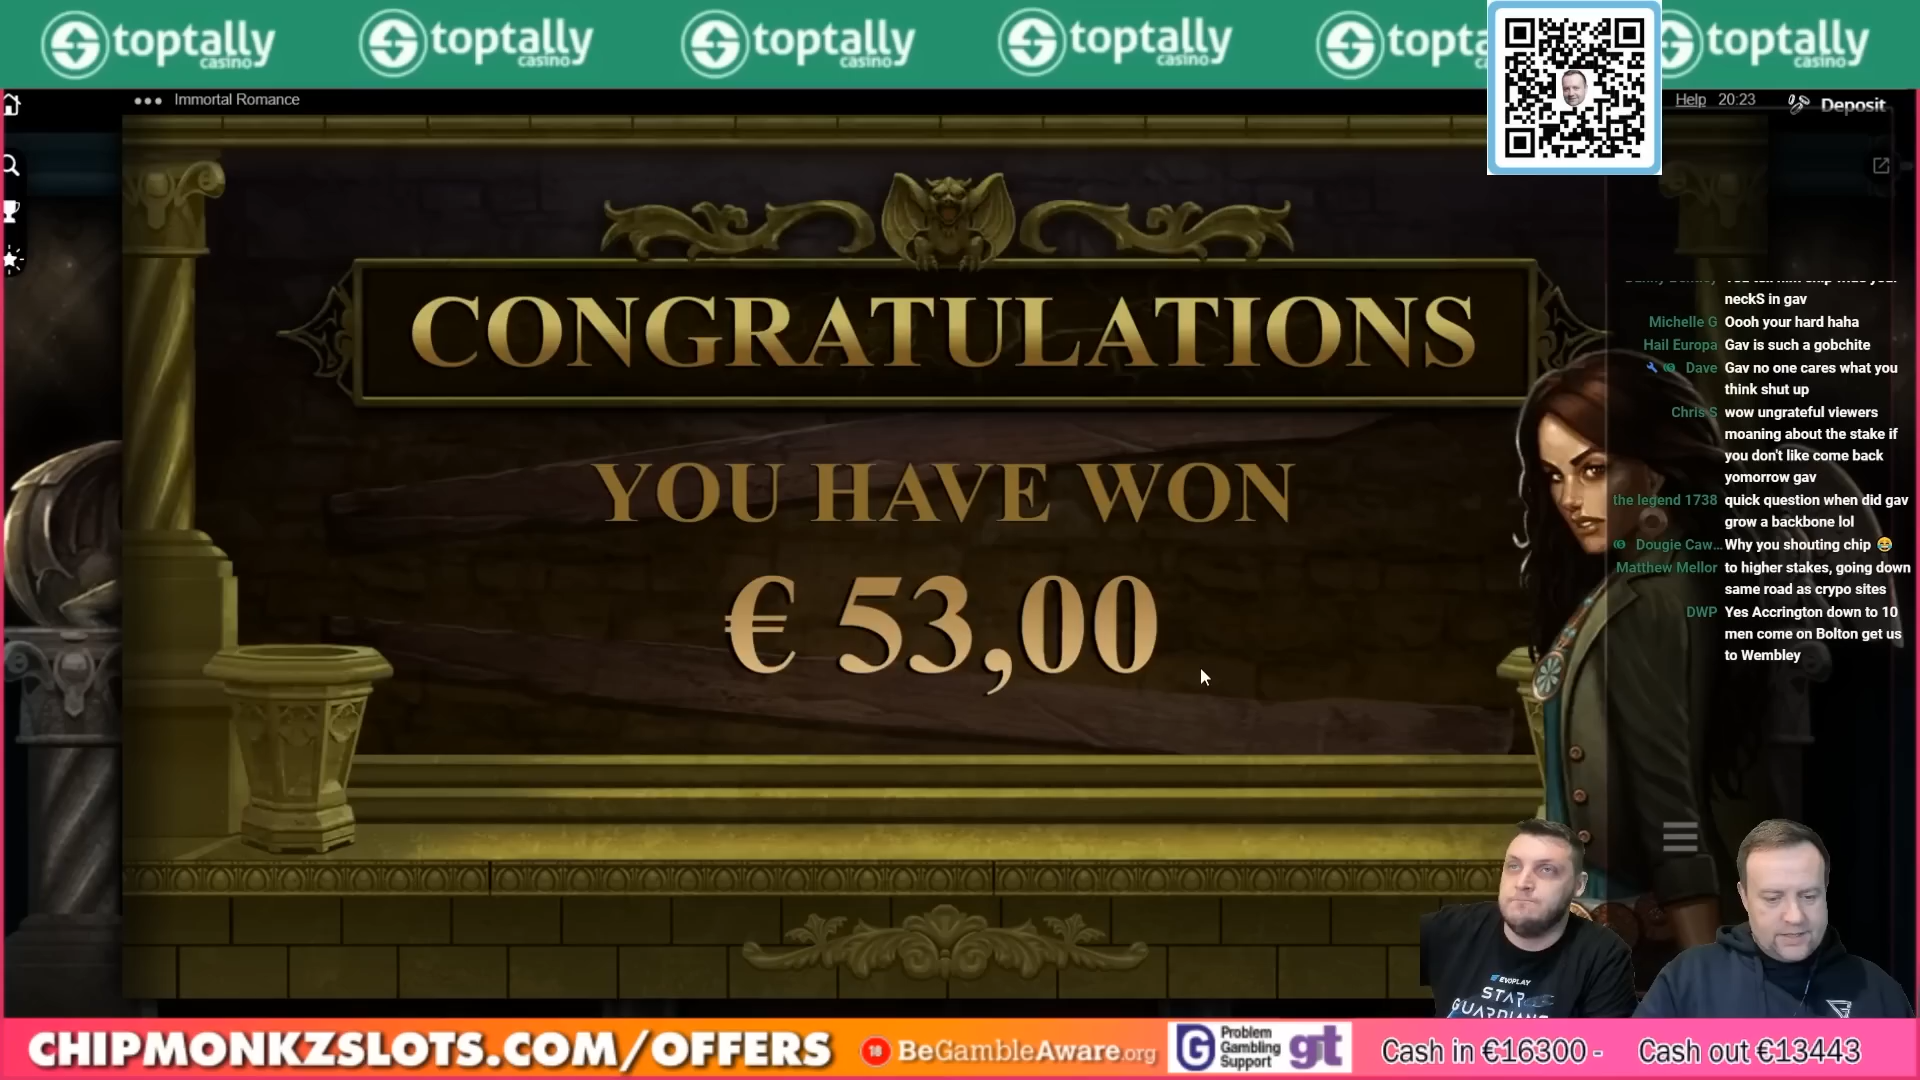 toptally casino toptally casino toptally casino toptally casino topta toptally casino
Immortal Romance
Help 20:23 Deposit
CONGRATULATIONS
YOU HAVE WON
€ 53,00
neckS in gav
Michelle G Oooh your hard haha
Hail Europa Gav is such a gobchite
Dave Gav no one cares what you
think shut up
Chris S wow ungrateful viewers
moaning about the stake if
you don't like come back
yomorrow gav
the legend 1738 quick question when did gav
grow a backbone lol
Dougie Caw... Why you shouting chip 😂
Matthew Mellor to higher stakes, going down
same road as crypo sites
DWP Yes Accrington down to 10
men come on Bolton get us
to Wembley
EVOPLAY
STAR
GUARDIANS
CHIPMONKZSLOTS.COM/OFFERS
18 BeGambleAware.org
Problem
Gambling
Support
gt
Cash in €16300 - Cash out €13443